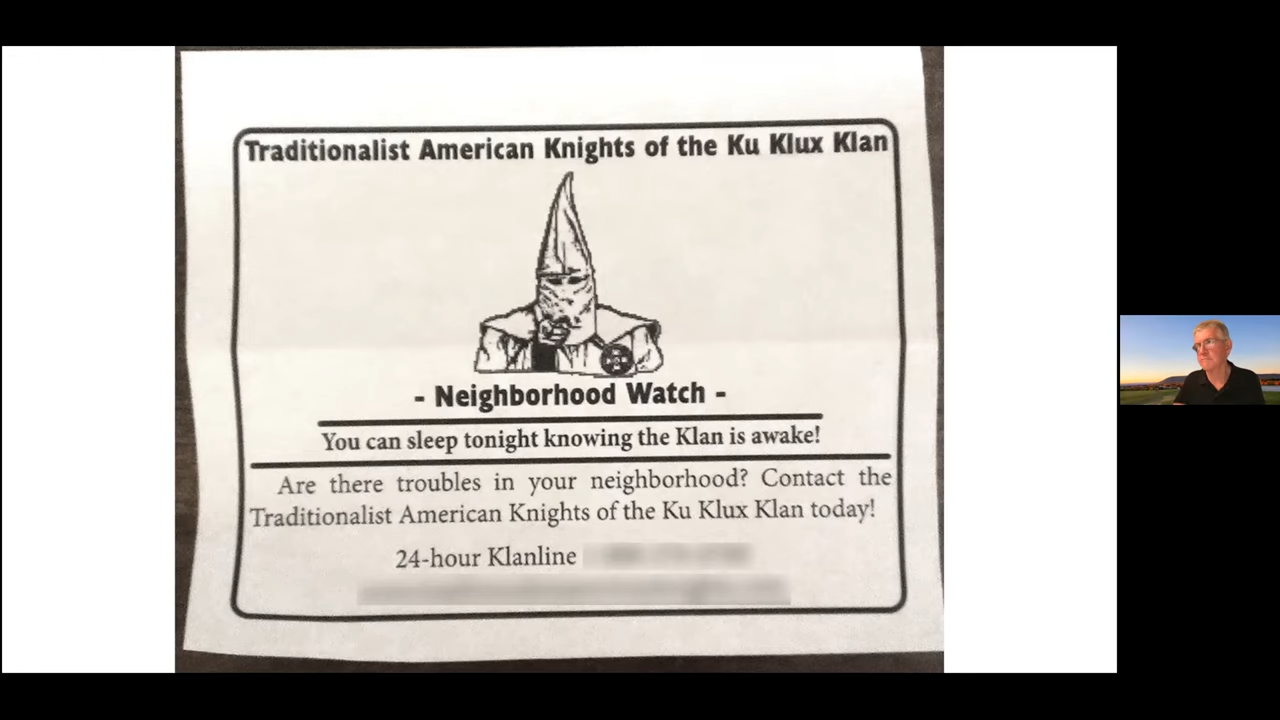 Traditionalist American Knights of the Ku Klux Klan
- Neighborhood Watch -
You can sleep tonight knowing the Klan is awake!
Are there troubles in your neighborhood? Contact the
Traditionalist American Knights of the Ku Klux Klan today!
24-hour Klanline